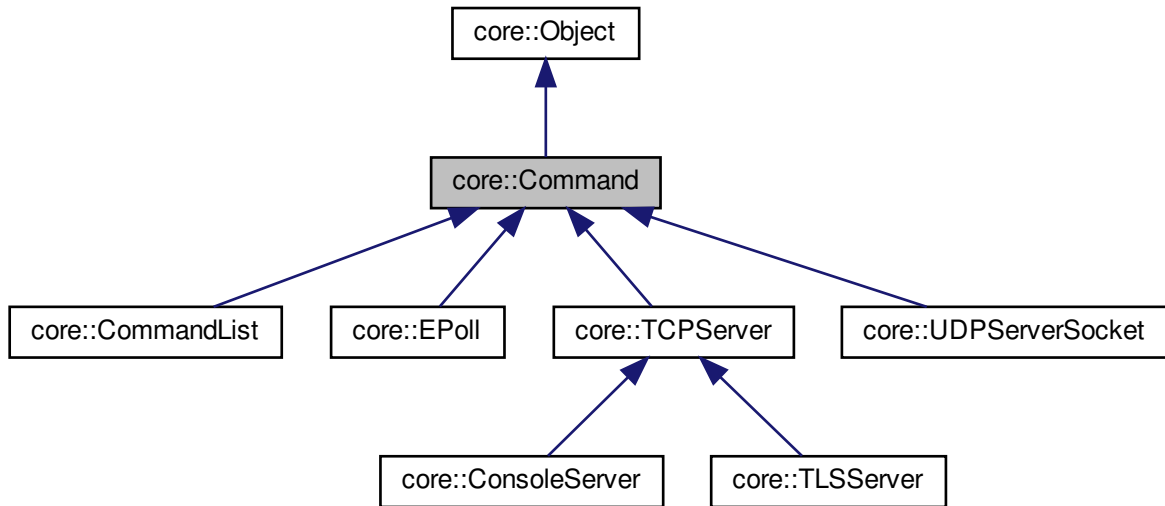 core::Object
core::Command
core::CommandList
core::EPoll
core::TCPServer
core::UDPServerSocket
core::ConsoleServer
core::TLSServer